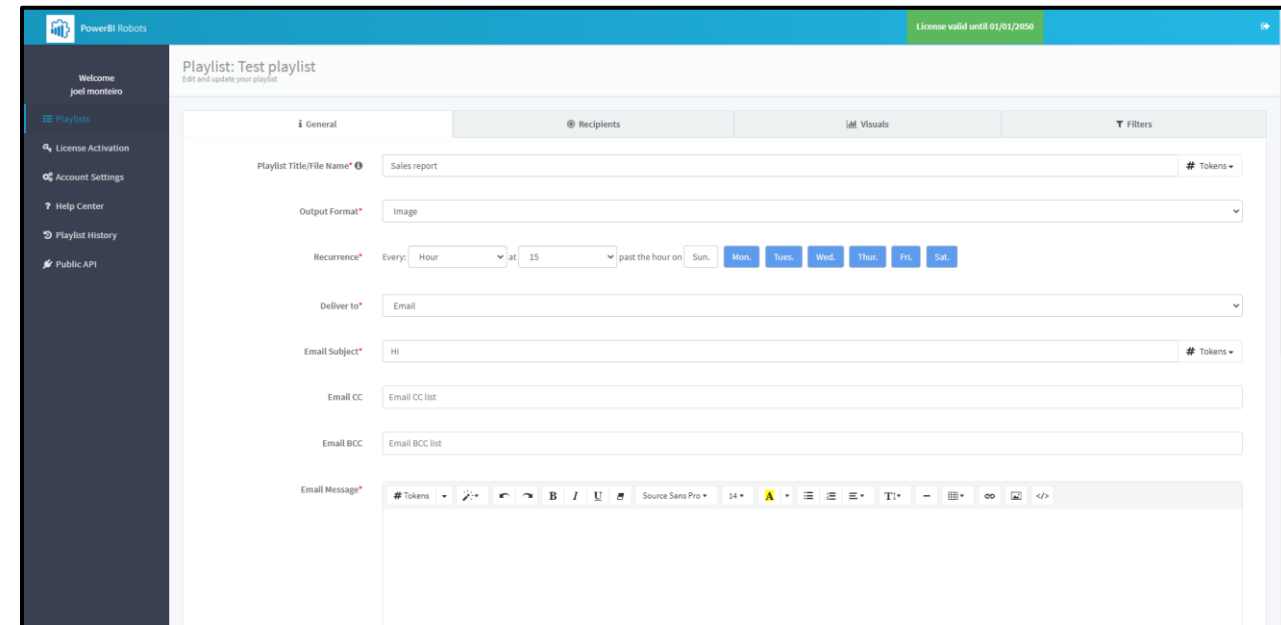 PowerBI Robots
License valid until 01/01/2050
Welcome
joel monteiro
Playlists
License Activation
Account Settings
? Help Center
Playlist History
Public API
Playlist: Test playlist
Edit and update your playlist
i General
Recipients
Visuals
Filters
Playlist Title/File Name*
Sales report
# Tokens
Output Format*
Image
Recurrence*
Every: Hour at 15 past the hour on Sun. Mon. Tues. Wed. Thur. Fri. Sat.
Deliver to*
Email
Email Subject*
Hi
# Tokens
Email CC
Email CC list
Email BCC
Email BCC list
Email Message*
# Tokens B I U Source Sans Pro 14 A T </>